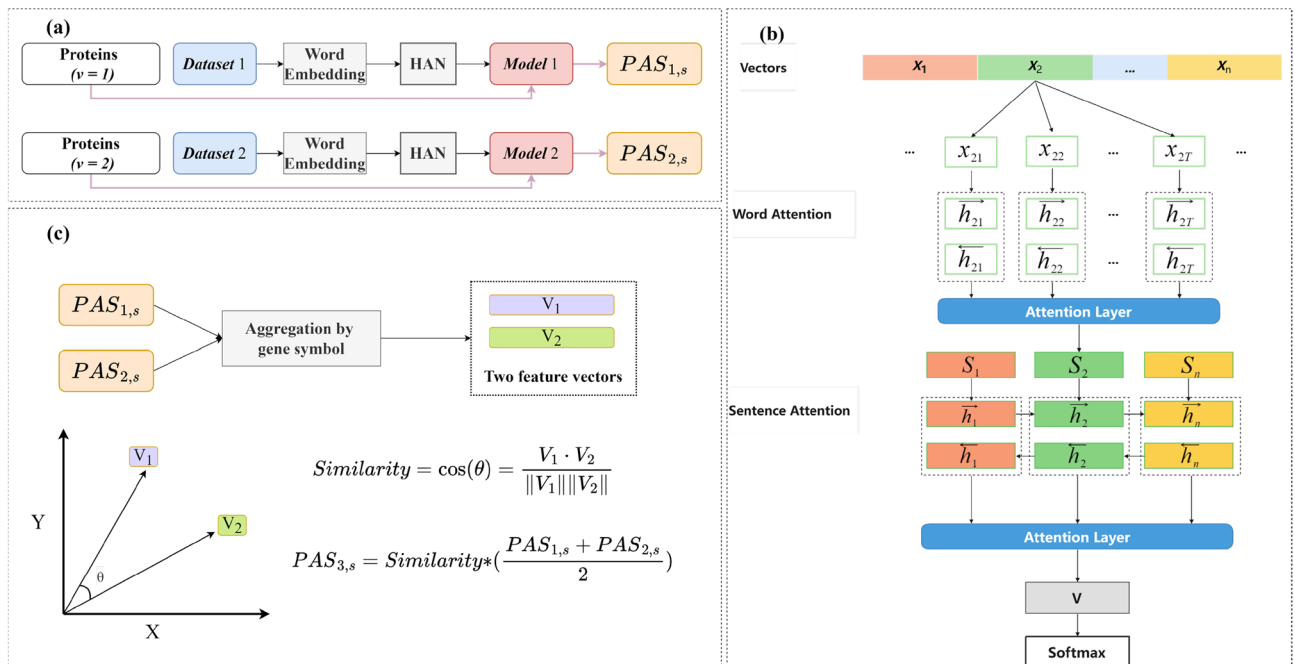 (a)
Proteins
(v = 1)
Dataset 1
Word
Embedding
HAN
Model 1
PAS1,s
Proteins
(v = 2)
Dataset 2
Word
Embedding
HAN
Model 2
PAS2,s
(b)
Vectors
X1 X2 ... Xn
... x21 x22 ... x2T ...
Word Attention
h21 h22 ... h2T
h21 h22 ... h2T
Attention Layer
S1 S2 Sn
Sentence Attention
h1 h2 hn
h1 h2 hn
Attention Layer
V
Softmax
(c)
PAS1,s
PAS2,s
Aggregation by
gene symbol
V1
V2
Two feature vectors
Y
V1
V2
θ
X
Similarity = cos(θ) = V1 · V2 / ‖V1‖‖V2‖
PAS3,s = Similarity*(PAS1,s + PAS2,s / 2)